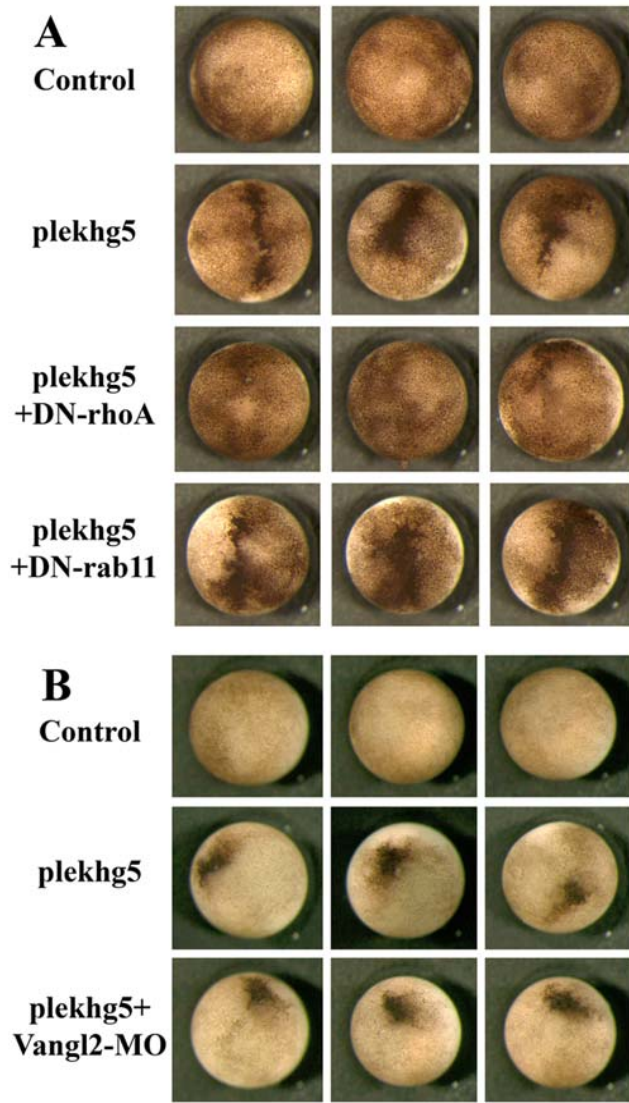 A
Control
plekhg5
plekhg5
+DN-rhoA
plekhg5
+DN-rab11
B
Control
plekhg5
plekhg5+
Vangl2-MO